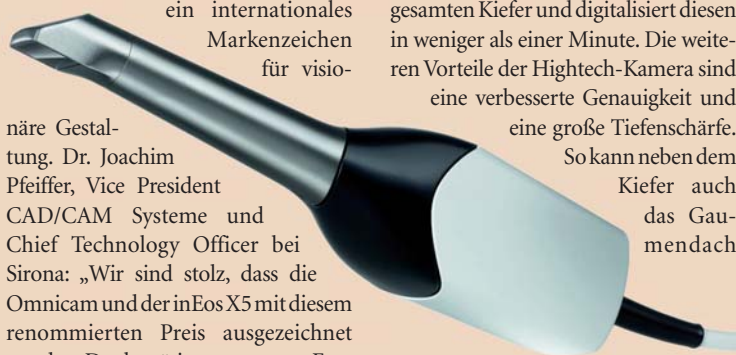 ein internationales
Markenzeichen
für visio-
näre Gestal-
tung. Dr. Joachim
Pfeiffer, Vice President
CAD/CAM Systeme und
Chief Technology Officer bei
Sirona: „Wir sind stolz, dass die
Omnicam und der inEos X5 mit diesem
renommierten Preis ausgezeichnet
gesamten Kiefer und digitalisiert diesen
in weniger als einer Minute. Die weite-
ren Vorteile der Hightech-Kamera sind
eine verbesserte Genauigkeit und
eine große Tiefenschärfe.
So kann neben dem
Kiefer auch
das Gau-
mendach